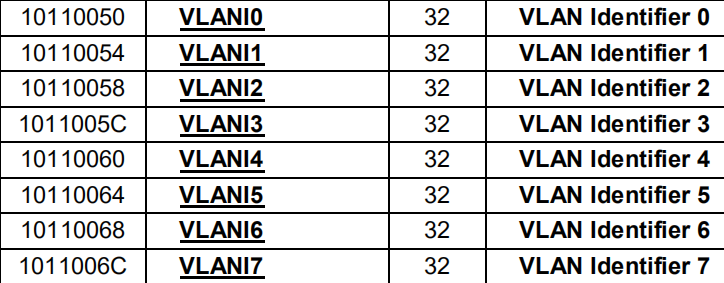 10110050 VLANI0 32 VLAN Identifier 0
10110054 VLANI1 32 VLAN Identifier 1
10110058 VLANI2 32 VLAN Identifier 2
1011005C VLANI3 32 VLAN Identifier 3
10110060 VLANI4 32 VLAN Identifier 4
10110064 VLANI5 32 VLAN Identifier 5
10110068 VLANI6 32 VLAN Identifier 6
1011006C VLANI7 32 VLAN Identifier 7